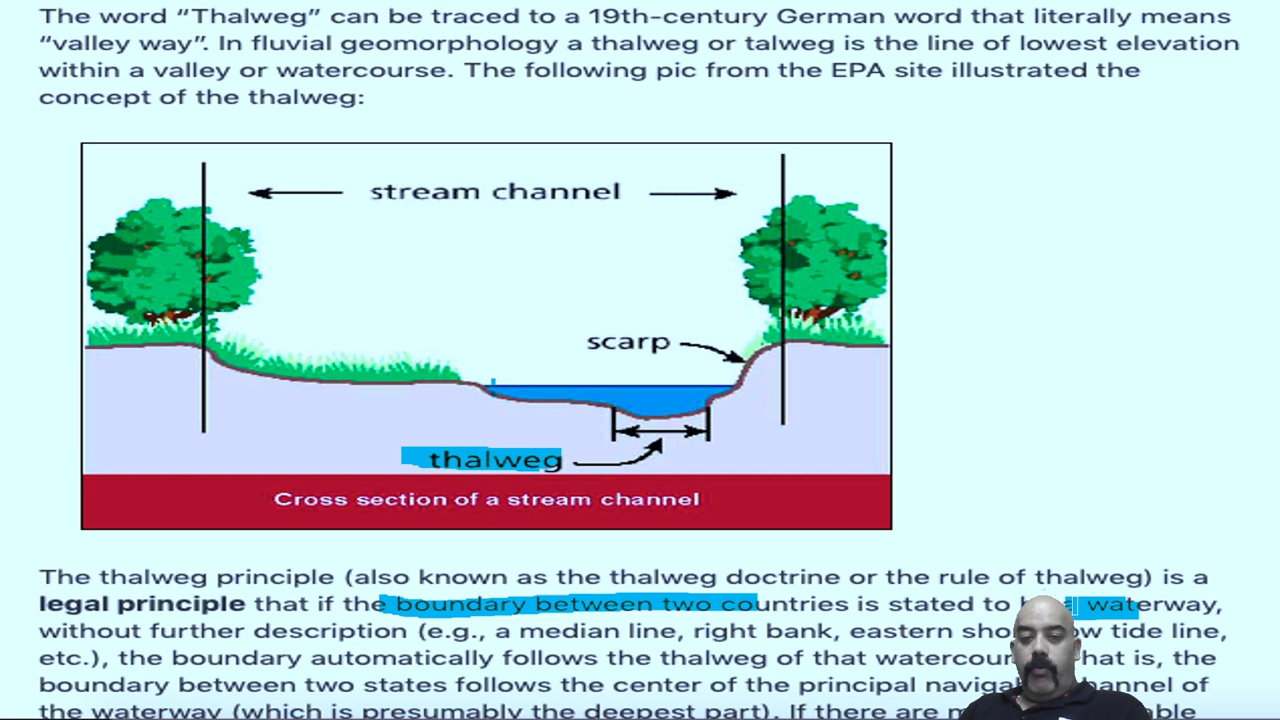 The word “Thalweg” can be traced to a 19th-century German word that literally means
“valley way”. In fluvial geomorphology a thalweg or talweg is the line of lowest elevation
within a valley or watercourse. The following pic from the EPA site illustrated the
concept of the thalweg:
stream channel
scarp
thalweg
Cross section of a stream channel
The thalweg principle (also known as the thalweg doctrine or the rule of thalweg) is a
legal principle that if the boundary between two countries is stated to waterway,
without further description (e.g., a median line, right bank, eastern tide line,
etc.), the boundary automatically follows the thalweg of that is, the
boundary between two states follows the center of the principal of
the waterway (which is presumably the deepest part). If there are